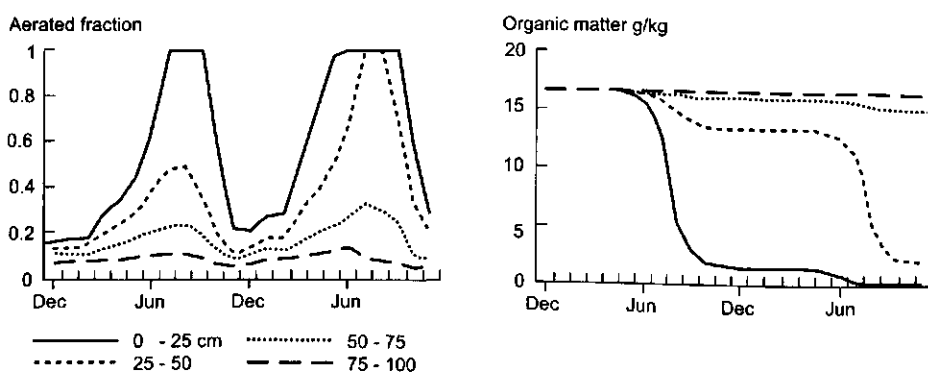 Aerated fraction
1
0.8
0.6
0.4
0.2
0
Dec Jun Dec Jun
Organic matter g/kg
20
15
10
5
0
Dec Jun Dec Jun
0 - 25 cm
25 - 50
50 - 75
75 - 100